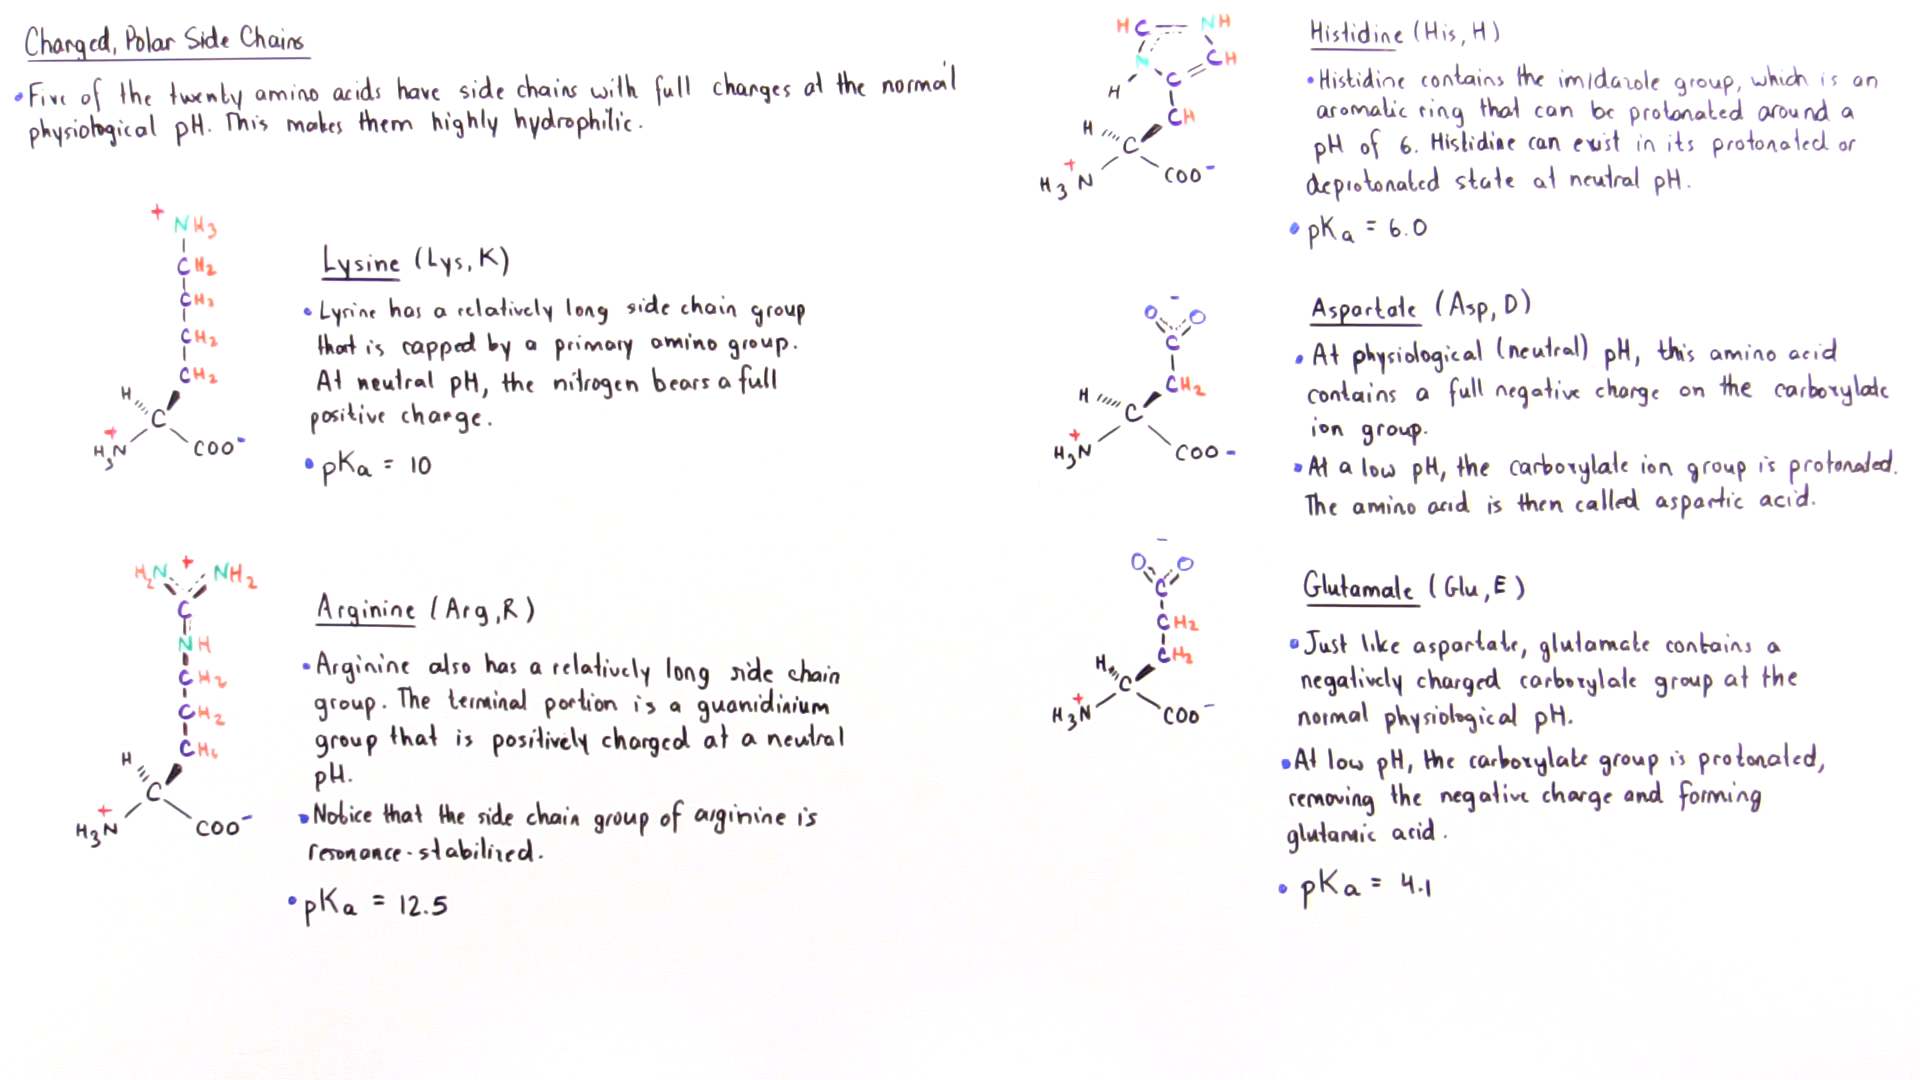 Charged, Polar Side Chains
• Five of the twenty amino acids have side chains with full charges at the normal
physiological pH. This makes them highly hydrophilic.
+
NH3
CH2
CH2
CH2
CH2
H
C
+
H3N
COO-
Lysine (Lys, K)
• Lysine has a relatively long side chain group
that is capped by a primary amino group.
At neutral pH, the nitrogen bears a full
positive charge.
• pKa = 10
+
H2N NH2
C
NH
CH2
CH2
CH2
H
C
+
H3N
COO-
Arginine (Arg, R)
• Arginine also has a relatively long side chain
group. The terminal portion is a guanidinium
group that is positively charged at a neutral
pH.
• Notice that the side chain group of arginine is
resonance-stabilized.
• pKa = 12.5
HC NH
N CH
C
H
CH
H
C
+
H3N
COO-
Histidine (His, H)
• Histidine contains the imidazole group, which is an
aromatic ring that can be protonated around a
pH of 6. Histidine can exist in its protonated or
deprotonated state at neutral pH.
• pKa = 6.0
-
O O
C
CH2
H
C
+
H3N
COO-
Aspartate (Asp, D)
• At physiological (neutral) pH, this amino acid
contains a full negative charge on the carboxylate
ion group.
• At a low pH, the carboxylate ion group is protonated.
The amino acid is then called aspartic acid.
-
O O
C
CH2
CH2
H
C
+
H3N
COO-
Glutamate (Glu, E)
• Just like aspartate, glutamate contains a
negatively charged carboxylate group at the
normal physiological pH.
• At low pH, the carboxylate group is protonated,
removing the negative charge and forming
glutamic acid.
• pKa = 4.1